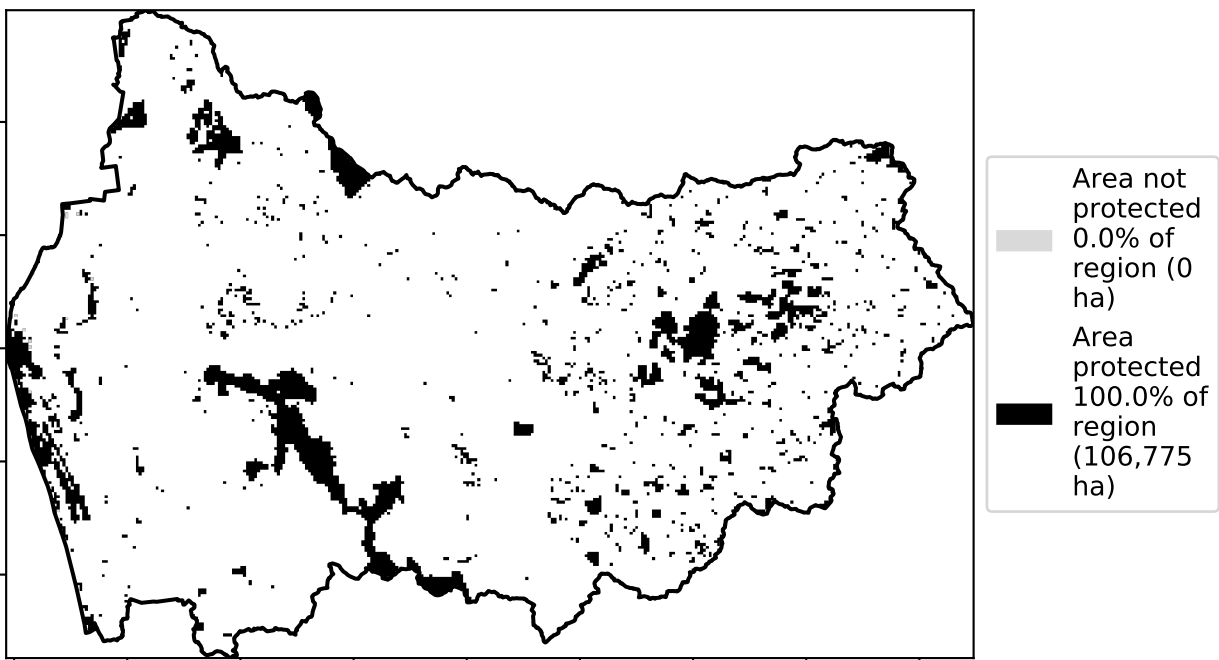 Area not
protected
0.0% of
region (0
ha)
Area
protected
100.0% of
region
(106,775
ha)